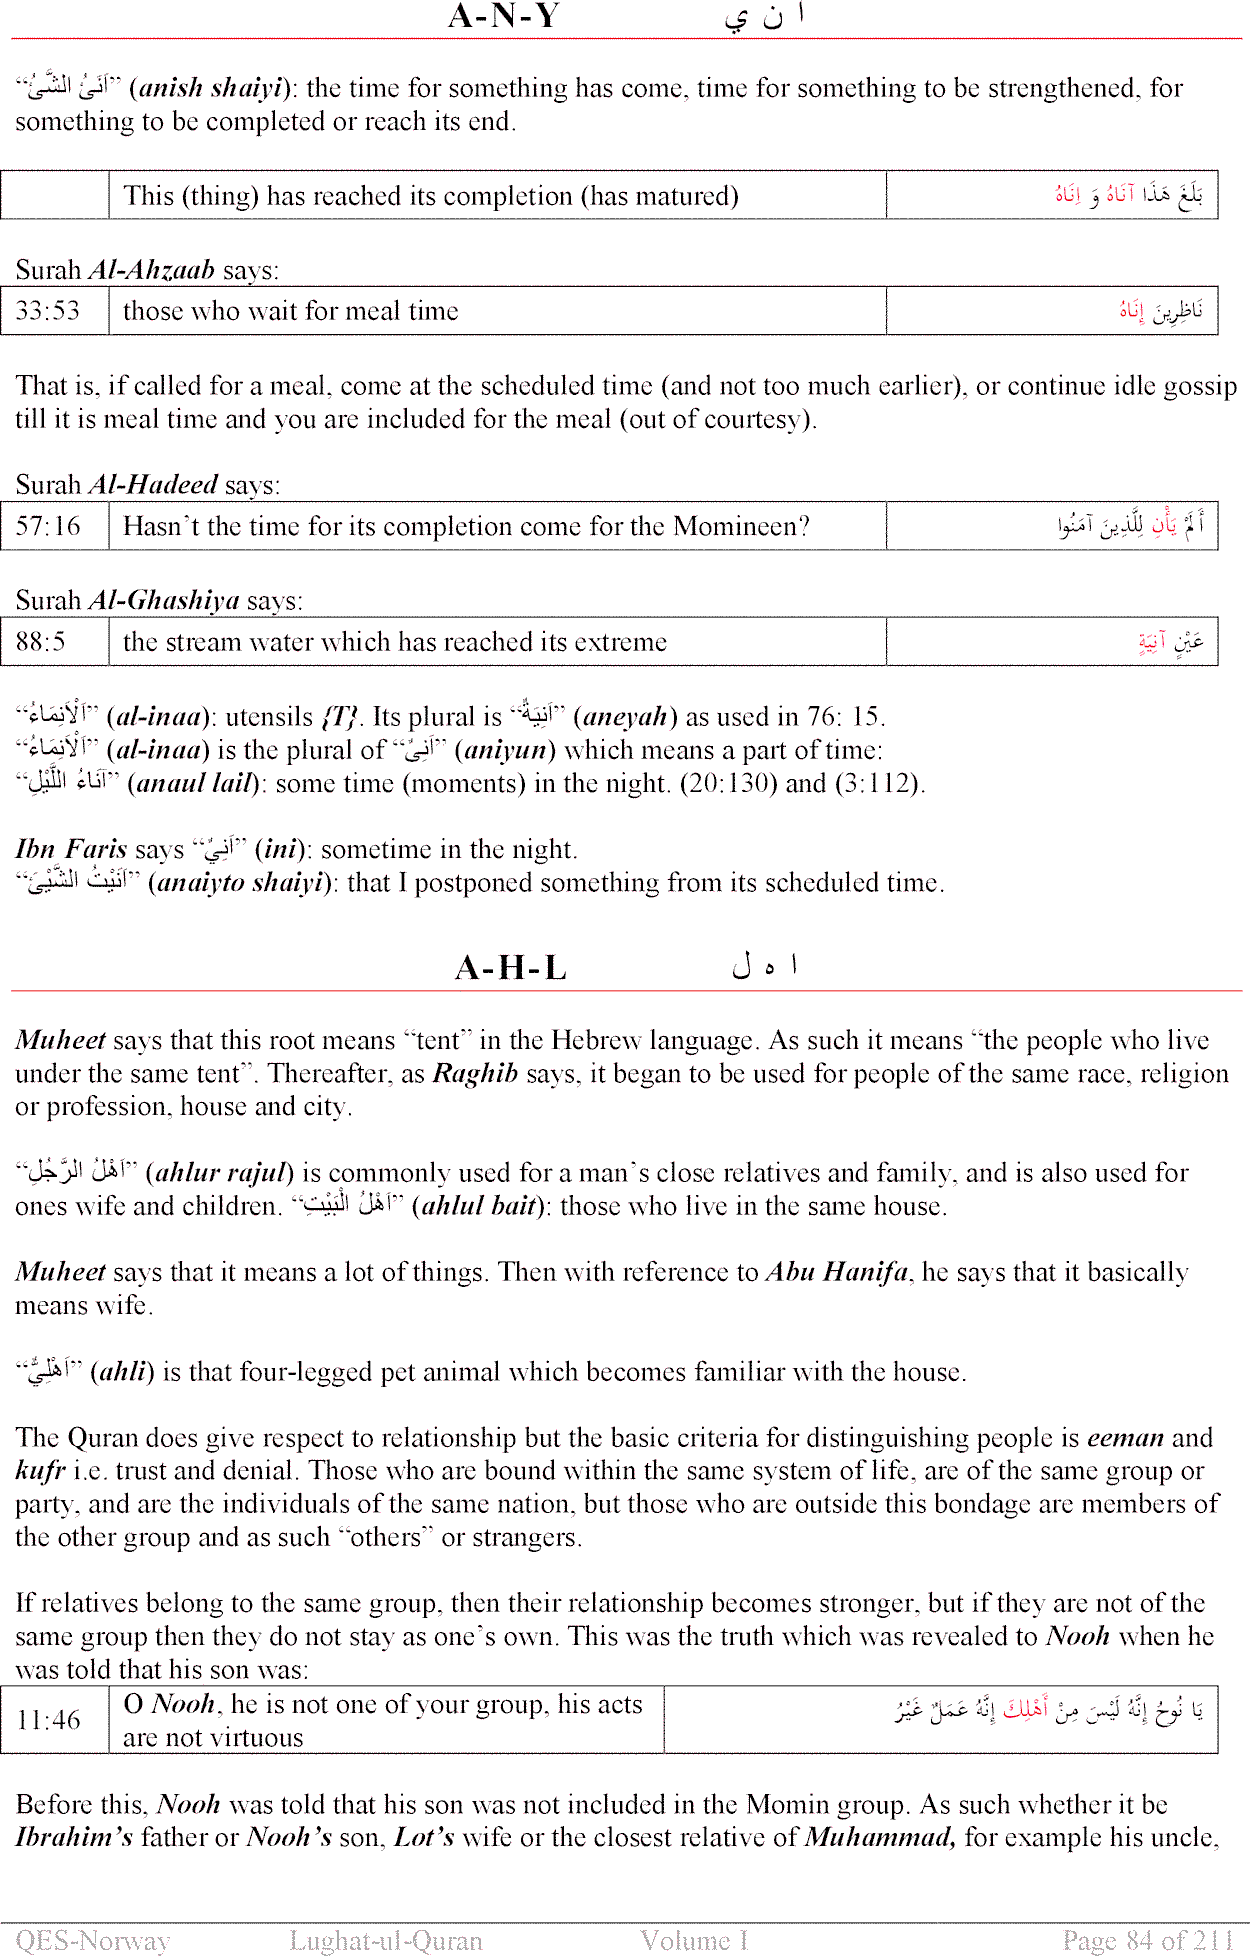 A-N-Y ا ن ي
“اَنَیُ الشَّیْیُ” (anish shaiyi): the time for something has come, time for something to be strengthened, for
something to be completed or reach its end.
This (thing) has reached its completion (has matured) بَلَغَ هَذَا آنَاهُ وَ اِنَاهُ
Surah Al-Ahzaab says:
33:53 those who wait for meal time نَاظِرِينَ إِنَاهُ
That is, if called for a meal, come at the scheduled time (and not too much earlier), or continue idle gossip
till it is meal time and you are included for the meal (out of courtesy).
Surah Al-Hadeed says:
57:16 Hasn’t the time for its completion come for the Momineen? أَلَمْ يَأْنِ لِلَّذِينَ آمَنُوا
Surah Al-Ghashiya says:
88:5 the stream water which has reached its extreme عَيْنٍ آنِيَةٍ
“اَلْاَنِمَاءُ” (al-inaa): utensils {T}. Its plural is “اٰنِيَةٌ” (aneyah) as used in 76: 15.
“اَلْاَنِمَاءُ” (al-inaa) is the plural of “اَنِیٌ” (aniyun) which means a part of time:
“آنَاءُ اللَّيْلِ” (anaul lail): some time (moments) in the night. (20:130) and (3:112).
Ibn Faris says “اَنِيٌ” (ini): sometime in the night.
“اَنَيْتُ الشَّيْیَ” (anaiyto shaiyi): that I postponed something from its scheduled time.
A-H-L ا ه ل
Muheet says that this root means “tent” in the Hebrew language. As such it means “the people who live
under the same tent”. Thereafter, as Raghib says, it began to be used for people of the same race, religion
or profession, house and city.
“اَهْلُ الرَّجُلِ” (ahlur rajul) is commonly used for a man’s close relatives and family, and is also used for
ones wife and children. “اَهْلُ الْبَيْتِ” (ahlul bait): those who live in the same house.
Muheet says that it means a lot of things. Then with reference to Abu Hanifa, he says that it basically
means wife.
“اَهْلِيٌّ” (ahli) is that four-legged pet animal which becomes familiar with the house.
The Quran does give respect to relationship but the basic criteria for distinguishing people is eeman and
kufr i.e. trust and denial. Those who are bound within the same system of life, are of the same group or
party, and are the individuals of the same nation, but those who are outside this bondage are members of
the other group and as such “others” or strangers.
If relatives belong to the same group, then their relationship becomes stronger, but if they are not of the
same group then they do not stay as one’s own. This was the truth which was revealed to Nooh when he
was told that his son was:
11:46 O Nooh, he is not one of your group, his acts يَا نُوحُ إِنَّهُ لَيْسَ مِنْ أَهْلِكَ إِنَّهُ عَمَلٌ غَيْرُ
are not virtuous
Before this, Nooh was told that his son was not included in the Momin group. As such whether it be
Ibrahim’s father or Nooh’s son, Lot’s wife or the closest relative of Muhammad, for example his uncle,
QES-Norway Lughat-ul-Quran Volume I Page 84 of 211